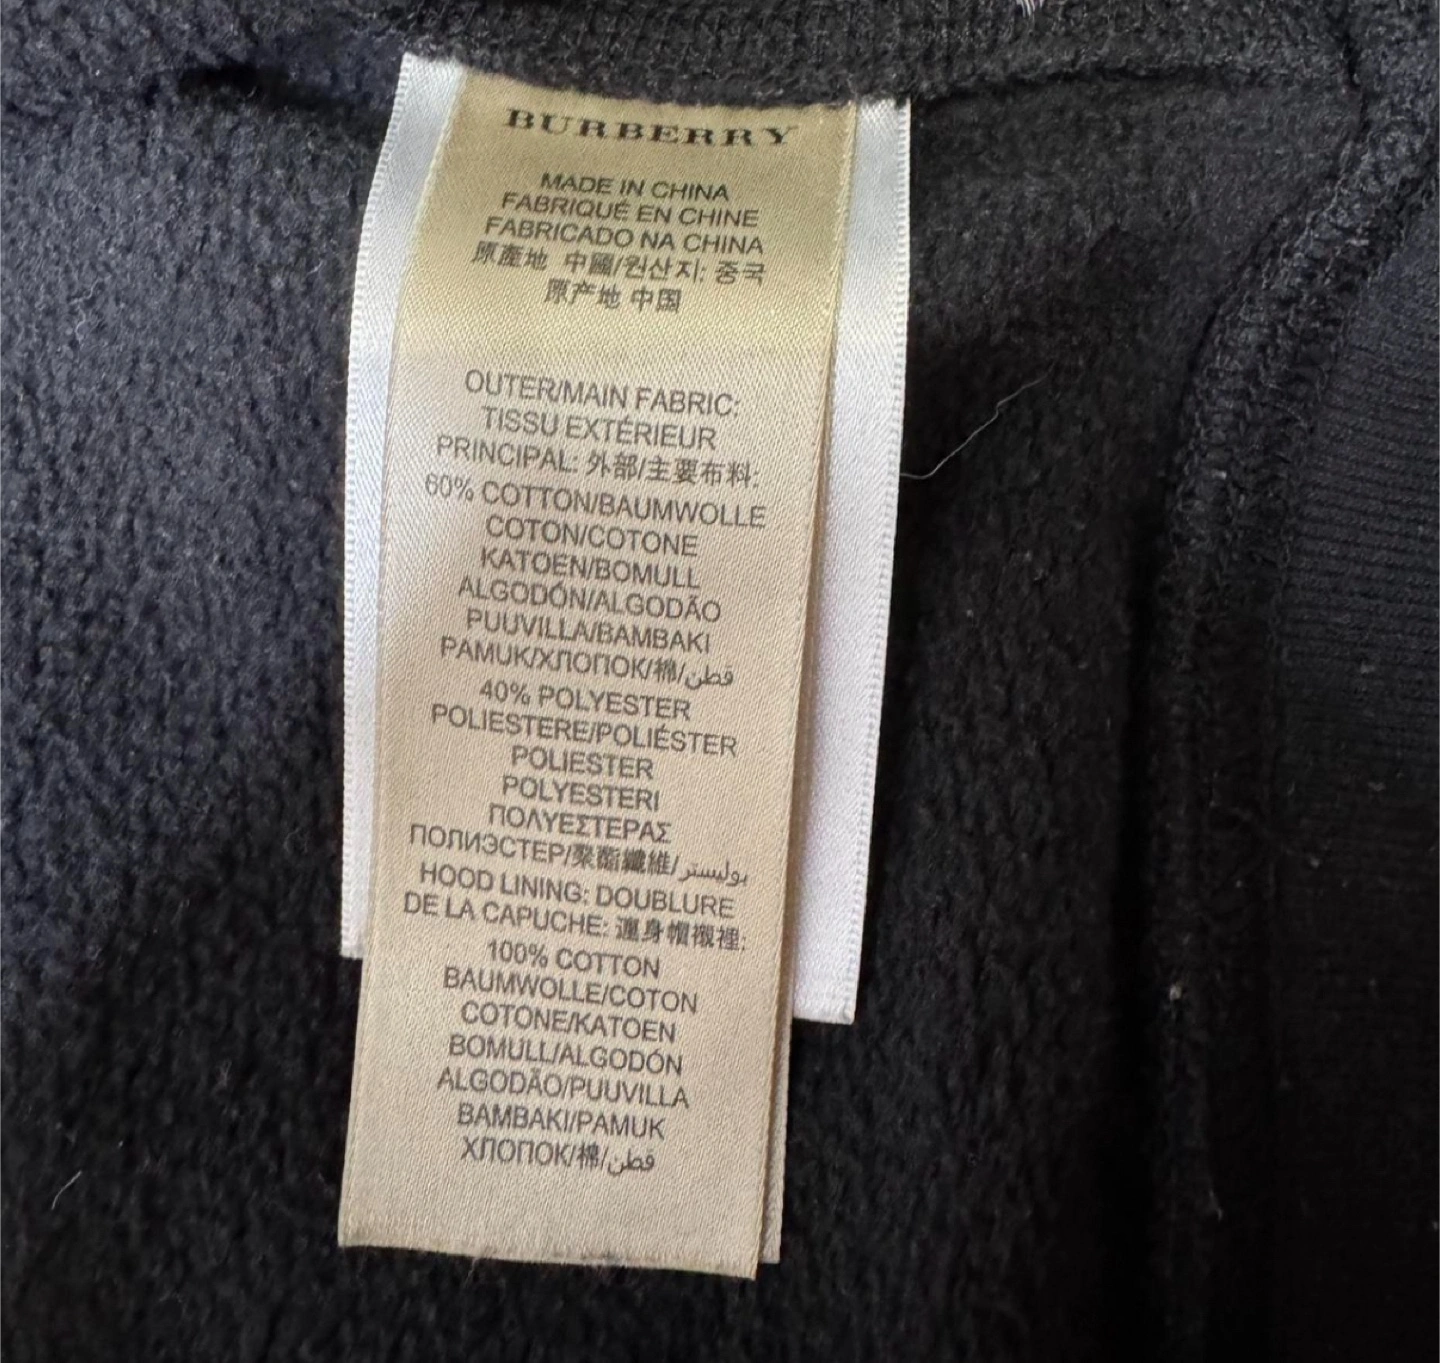 BURBERRY
MADE IN CHINA
FABRIQUÉ EN CHINE
FABRICADO NA CHINA
原產地 中國/원산지: 중국
原产地 中国
OUTER/MAIN FABRIC:
TISSU EXTÉRIEUR
PRINCIPAL: 外部/主要布料:
60% COTTON/BAUMWOLLE
COTON/COTONE
KATOEN/BOMULL
ALGODÓN/ALGODÃO
PUUVILLA/BAMBAKI
PAMUK/ХЛОПОК/棉/قطن
40% POLYESTER
POLIESTERE/POLIÉSTER
POLIESTER
POLYESTERI
ΠΟΛΥΕΣΤΕΡΑΣ
ПОЛИЭСТЕР/聚酯纖維/بوليستر
HOOD LINING: DOUBLURE
DE LA CAPUCHE: 連身帽襯裡:
100% COTTON
BAUMWOLLE/COTON
COTONE/KATOEN
BOMULL/ALGODÓN
ALGODÃO/PUUVILLA
BAMBAKI/PAMUK
ХЛОПОК/棉/قطن